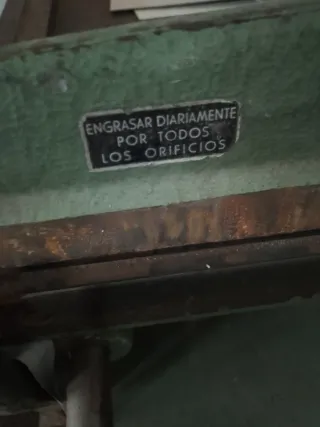 ENGRASAR DIARIAMENTE
POR TODOS
LOS ORIFICIOS